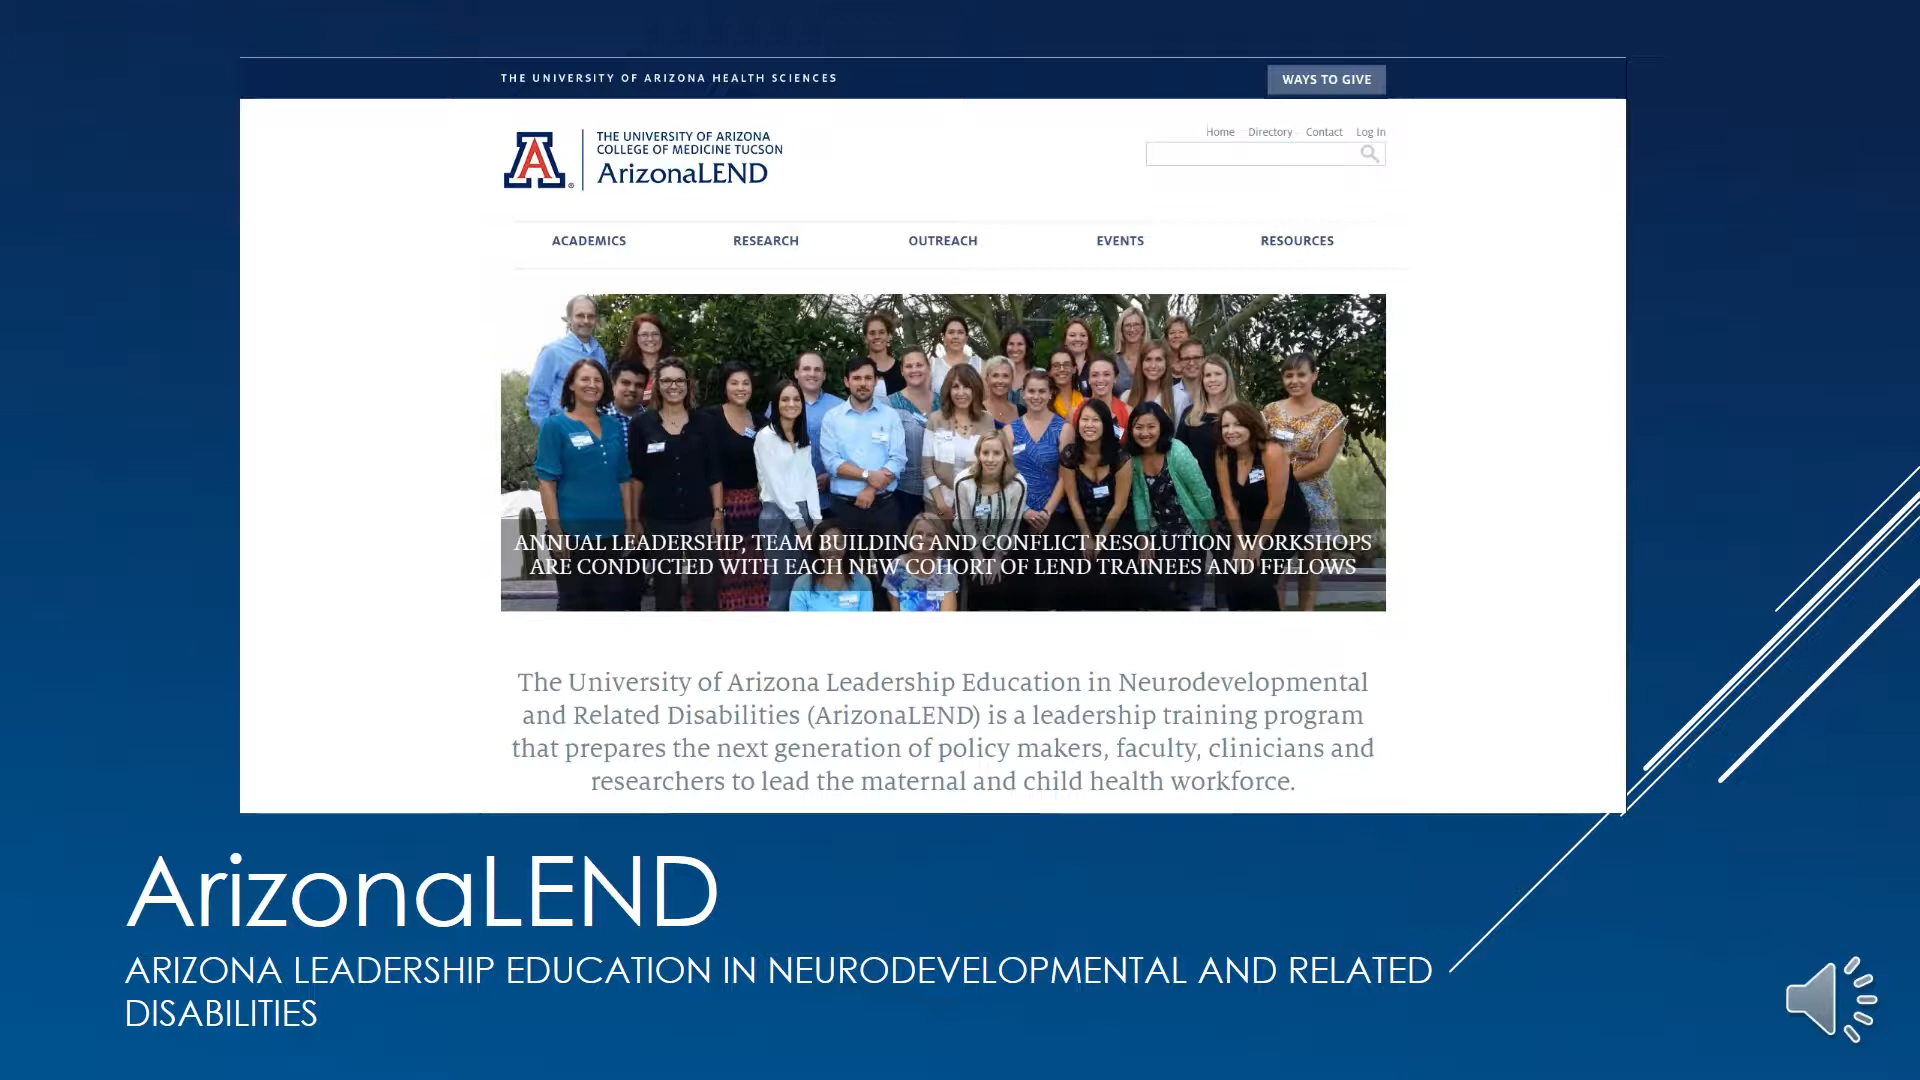 THE UNIVERSITY OF ARIZONA HEALTH SCIENCES
WAYS TO GIVE
THE UNIVERSITY OF ARIZONA
COLLEGE OF MEDICINE TUCSON
ArizonaLEND
Home Directory Contact Log In
ACADEMICS RESEARCH OUTREACH EVENTS RESOURCES
ANNUAL LEADERSHIP, TEAM BUILDING AND CONFLICT RESOLUTION WORKSHOPS
ARE CONDUCTED WITH EACH NEW COHORT OF LEND TRAINEES AND FELLOWS
The University of Arizona Leadership Education in Neurodevelopmental
and Related Disabilities (ArizonaLEND) is a leadership training program
that prepares the next generation of policy makers, faculty, clinicians and
researchers to lead the maternal and child health workforce.
ArizonaLEND
ARIZONA LEADERSHIP EDUCATION IN NEURODEVELOPMENTAL AND RELATED
DISABILITIES